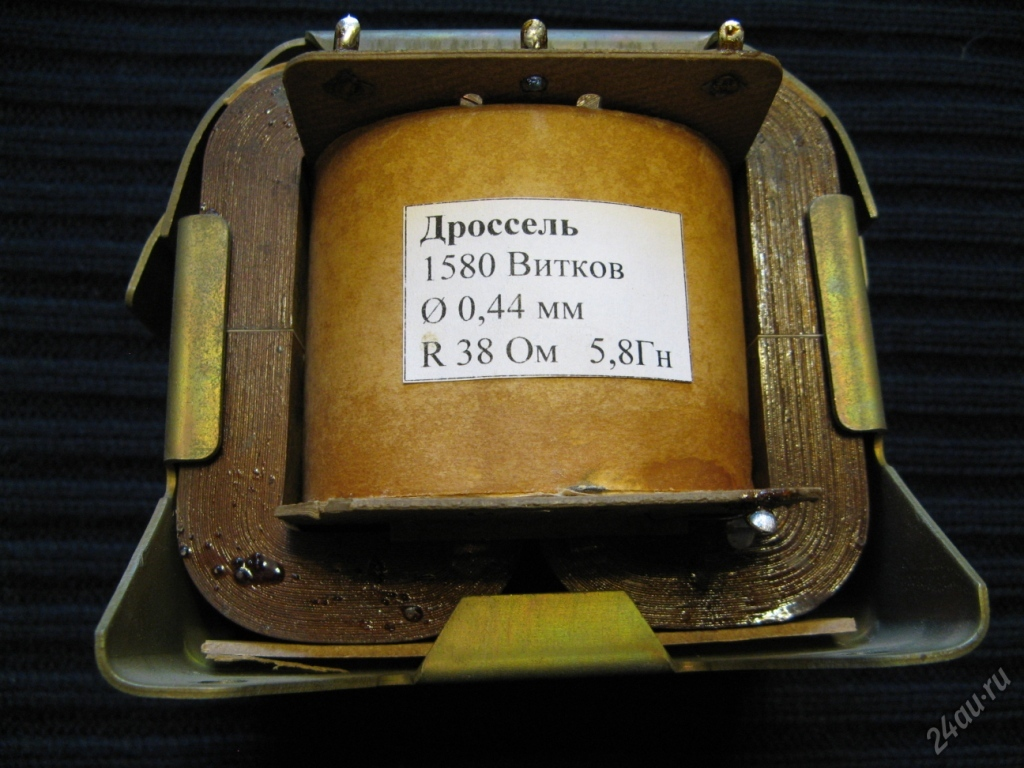 Дроссель
1580 Витков
Ø 0,44 мм
R 38 Ом 5,8Гн
24au.ru